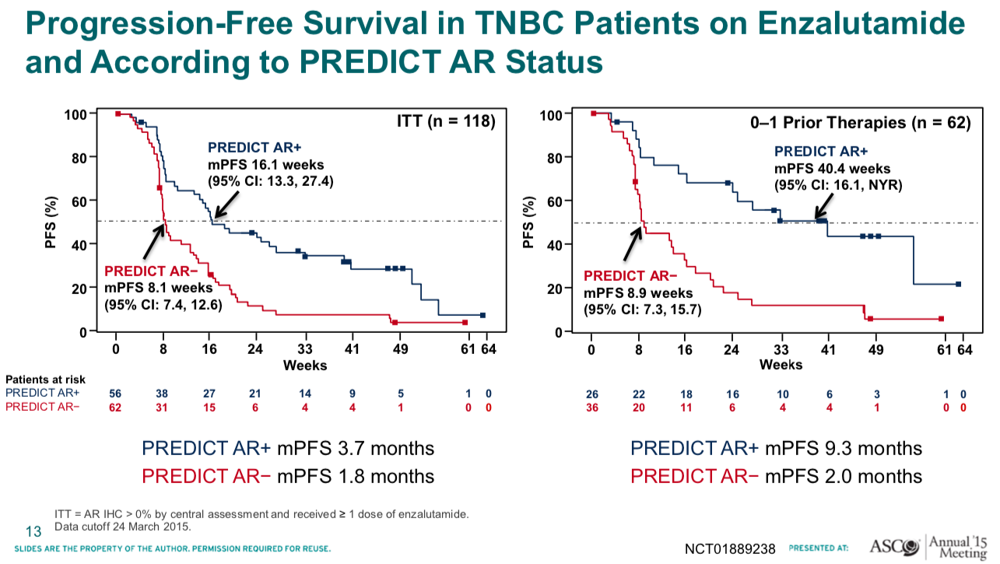 Progression-Free Survival in TNBC Patients on Enzalutamide
and According to PREDICT AR Status
ITT (n = 118)
PREDICT AR+
mPFS 16.1 weeks
(95% CI: 13.3, 27.4)
PREDICT AR−
mPFS 8.1 weeks
(95% CI: 7.4, 12.6)
PFS (%)
100
80
60
40
20
0
0 8 16 24 33 41 49 61 64
Weeks
0–1 Prior Therapies (n = 62)
PREDICT AR+
mPFS 40.4 weeks
(95% CI: 16.1, NYR)
PREDICT AR−
mPFS 8.9 weeks
(95% CI: 7.3, 15.7)
PFS (%)
100
80
60
40
20
0
0 8 16 24 33 41 49 61 64
Weeks
Patients at risk
PREDICT AR+ 56 38 27 21 14 9 5 1 0 26 22 18 16 10 6 3 1 0
PREDICT AR− 62 31 15 6 4 4 1 0 0 36 20 11 6 4 4 1 0 0
PREDICT AR+ mPFS 3.7 months
PREDICT AR− mPFS 1.8 months
PREDICT AR+ mPFS 9.3 months
PREDICT AR− mPFS 2.0 months
ITT = AR IHC > 0% by central assessment and received ≥ 1 dose of enzalutamide.
Data cutoff 24 March 2015.
13
SLIDES ARE THE PROPERTY OF THE AUTHOR. PERMISSION REQUIRED FOR REUSE.
NCT01889238
PRESENTED AT:
ASCO
Annual '15
Meeting